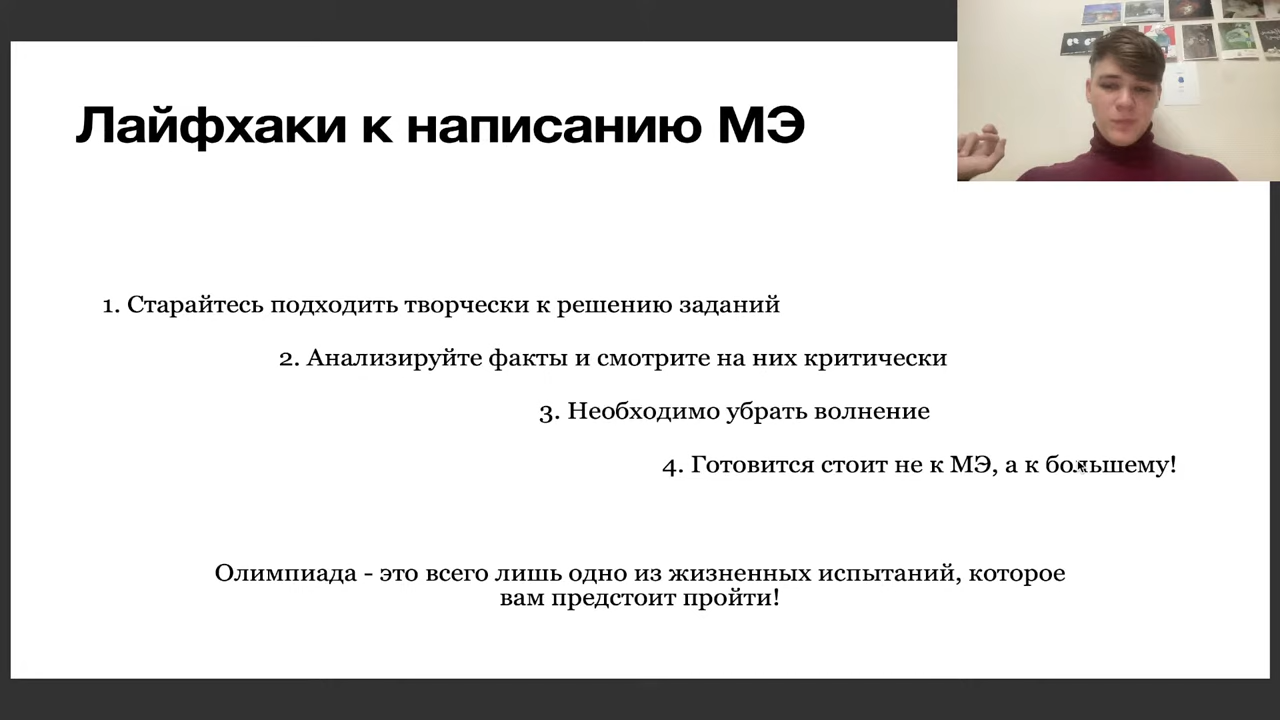 Лайфхаки к написанию МЭ
1. Старайтесь подходить творчески к решению заданий
2. Анализируйте факты и смотрите на них критически
3. Необходимо убрать волнение
4. Готовится стоит не к МЭ, а к большему!
Олимпиада - это всего лишь одно из жизненных испытаний, которое
вам предстоит пройти!